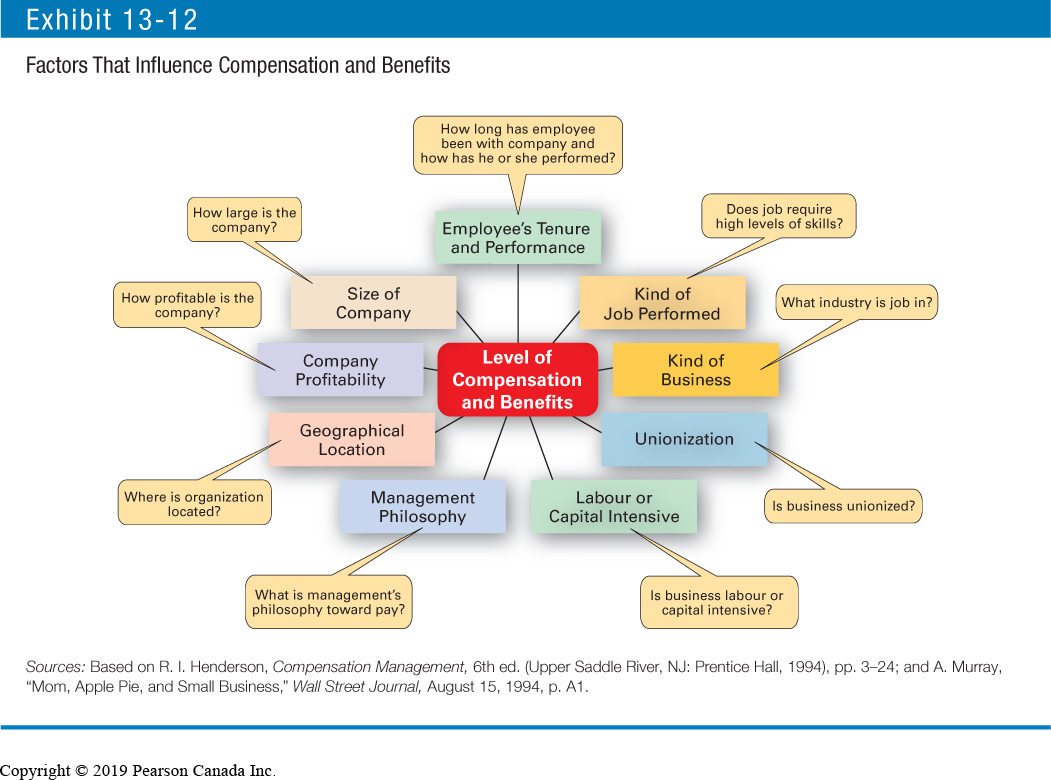 Exhibit 13-12
Factors That Influence Compensation and Benefits
How long has employee
been with company and
how has he or she performed?
Employee's Tenure
and Performance
How large is the
company?
Size of
Company
Does job require
high levels of skills?
Kind of
Job Performed
How profitable is the
company?
Company
Profitability
What industry is job in?
Kind of
Business
Level of
Compensation
and Benefits
Geographical
Location
Where is organization
located?
Unionization
Is business unionized?
Management
Philosophy
What is management's
philosophy toward pay?
Labour or
Capital Intensive
Is business labour or
capital intensive?
Sources: Based on R. I. Henderson, Compensation Management, 6th ed. (Upper Saddle River, NJ: Prentice Hall, 1994), pp. 3–24; and A. Murray,
“Mom, Apple Pie, and Small Business,” Wall Street Journal, August 15, 1994, p. A1.
Copyright © 2019 Pearson Canada Inc.